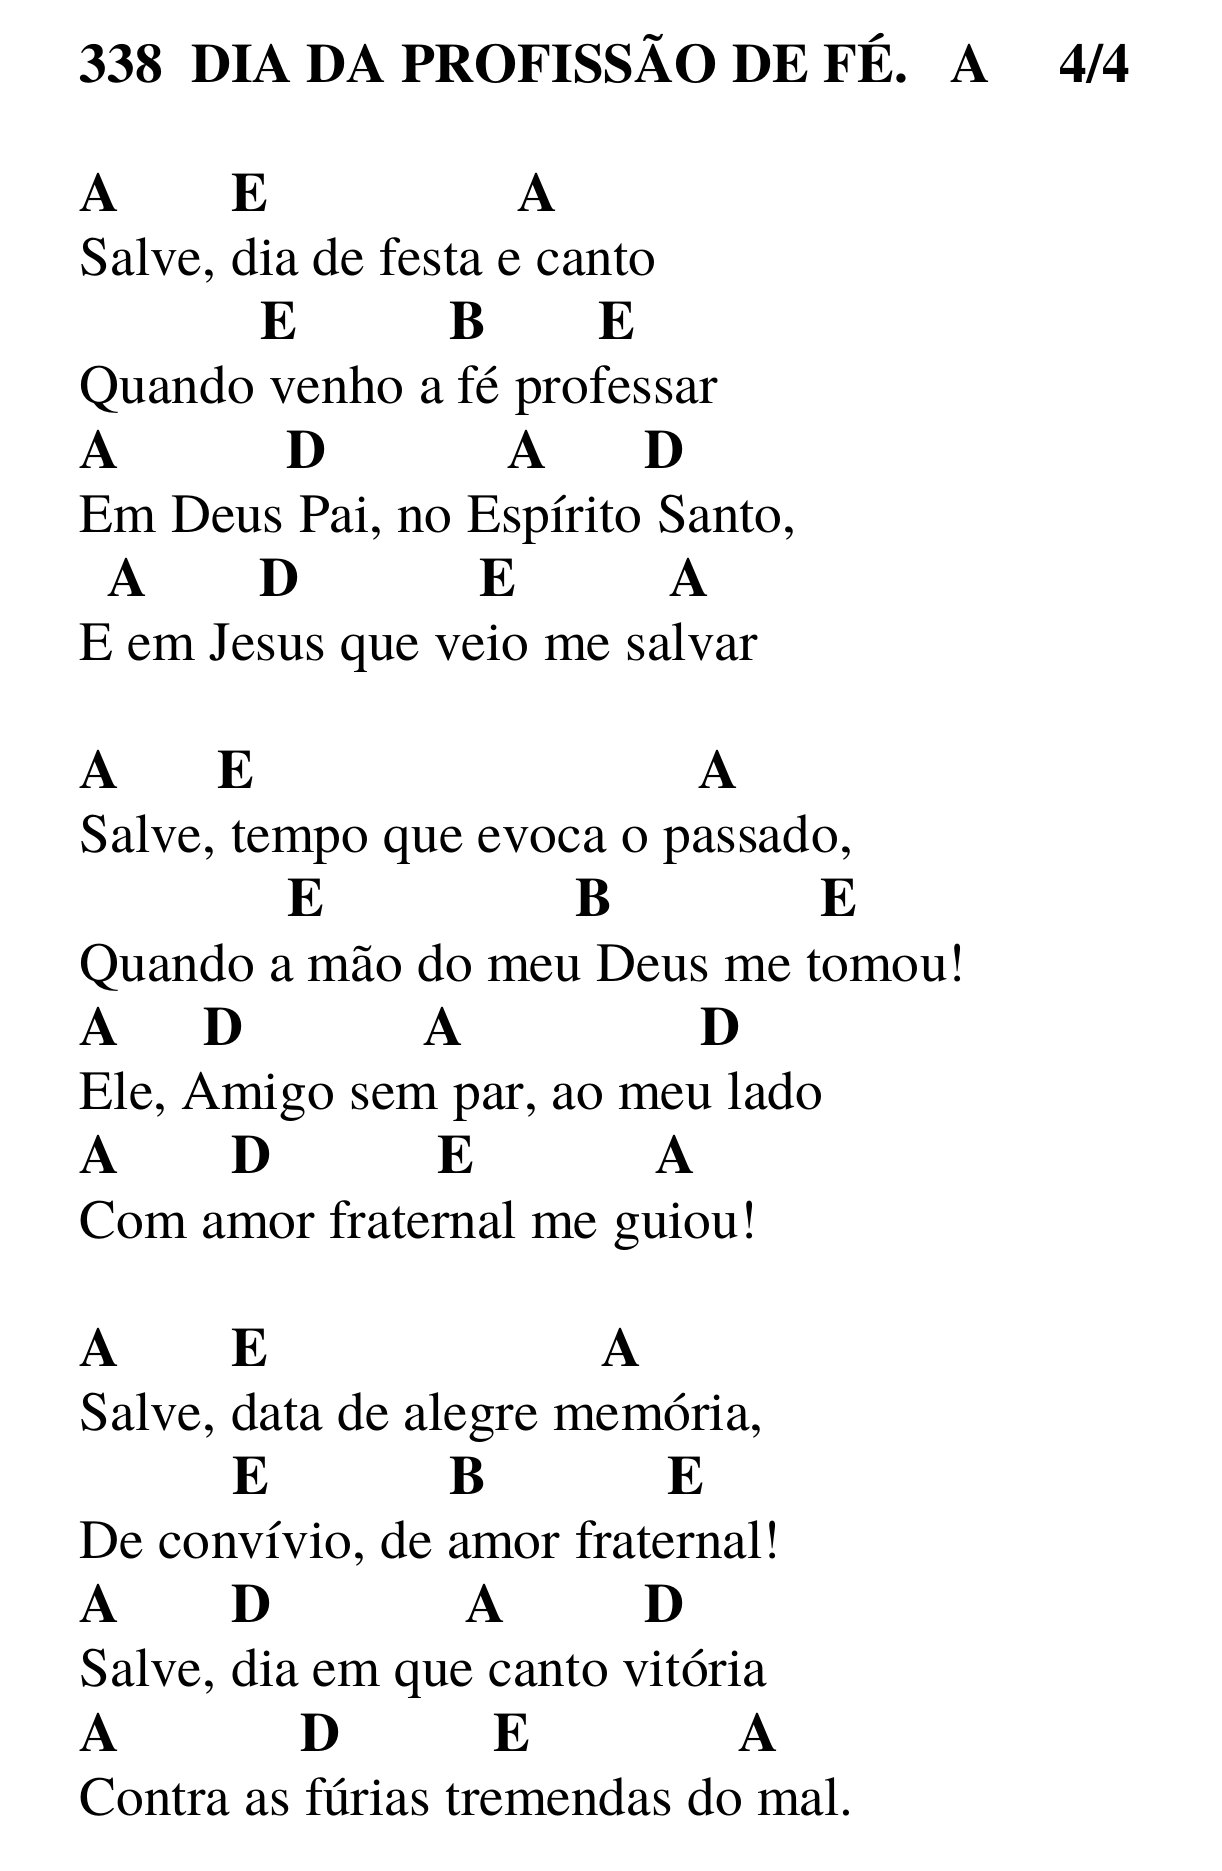 338 DIA DA PROFISSÃO DE FÉ. A 4/4
A E A
Salve, dia de festa e canto
E B E
Quando venho a fé professar
A D A D
Em Deus Pai, no Espírito Santo,
A D E A
E em Jesus que veio me salvar
A E A
Salve, tempo que evoca o passado,
E B E
Quando a mão do meu Deus me tomou!
A D A D
Ele, Amigo sem par, ao meu lado
A D E A
Com amor fraternal me guiou!
A E A
Salve, data de alegre memória,
E B E
De convívio, de amor fraternal!
A D A D
Salve, dia em que canto vitória
A D E A
Contra as fúrias tremendas do mal.